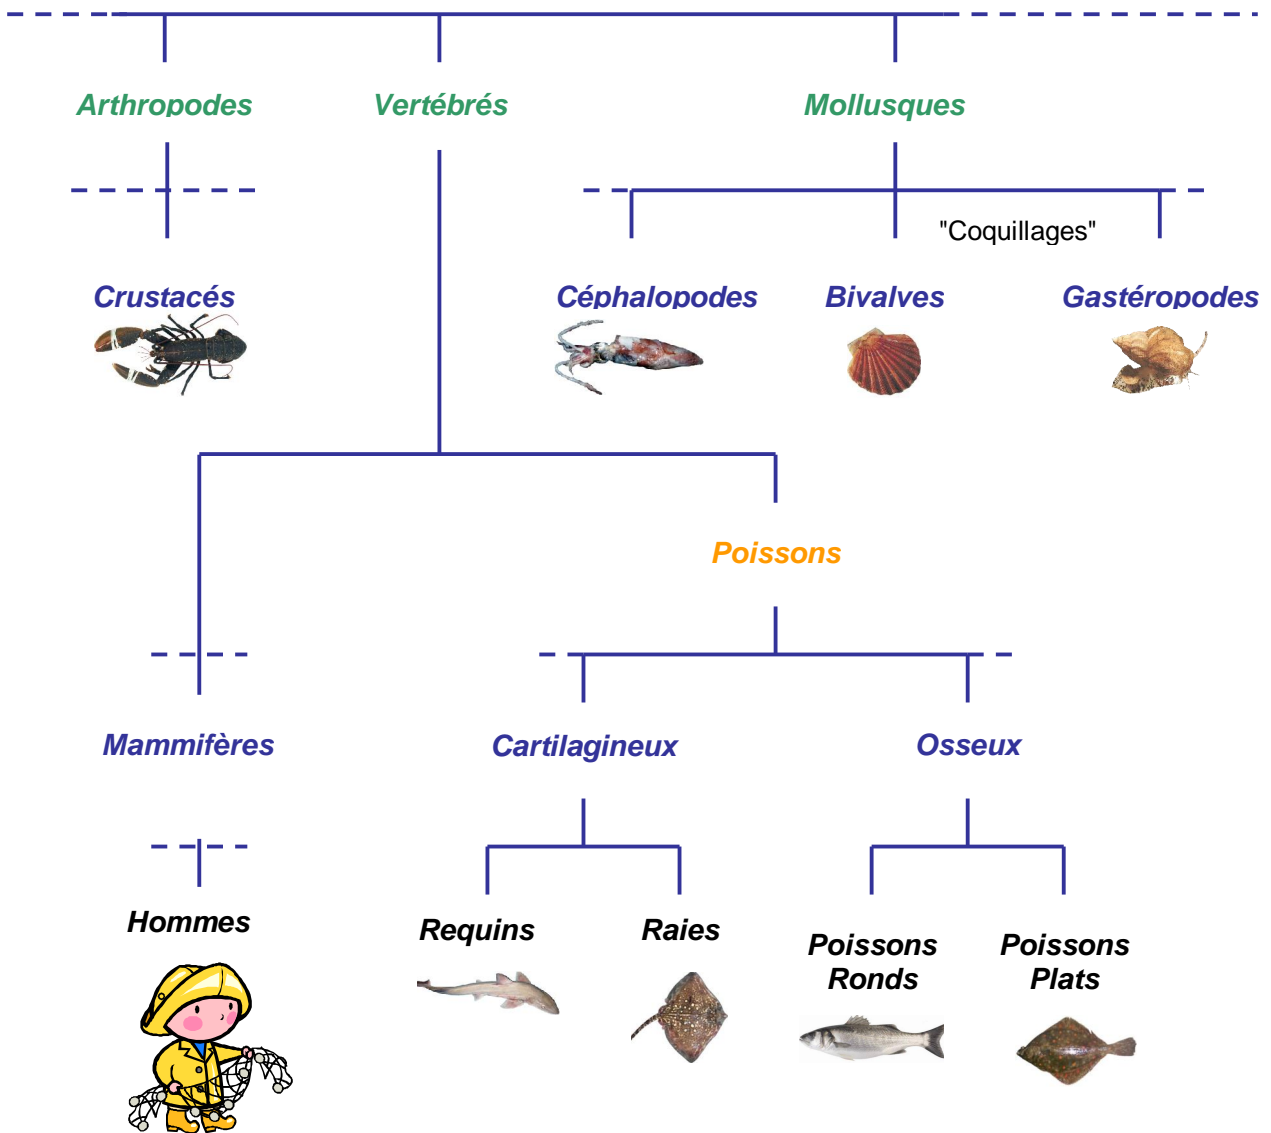 Arthropodes
Vertébrés
Mollusques
"Coquillages"
Crustacés
Céphalopodes
Bivalves
Gastéropodes
Poissons
Mammifères
Cartilagineux
Osseux
Hommes
Requins
Raies
Poissons
Ronds
Poissons
Plats